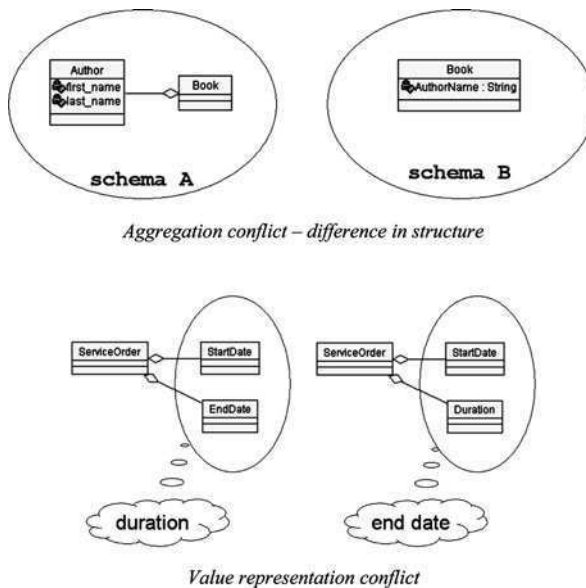 Author
first_name
last_name
Book
schema A
Book
AuthorName : String
schema B
Aggregation conflict – difference in structure
ServiceOrder
StartDate
EndDate
duration
ServiceOrder
StartDate
Duration
end date
Value representation conflict